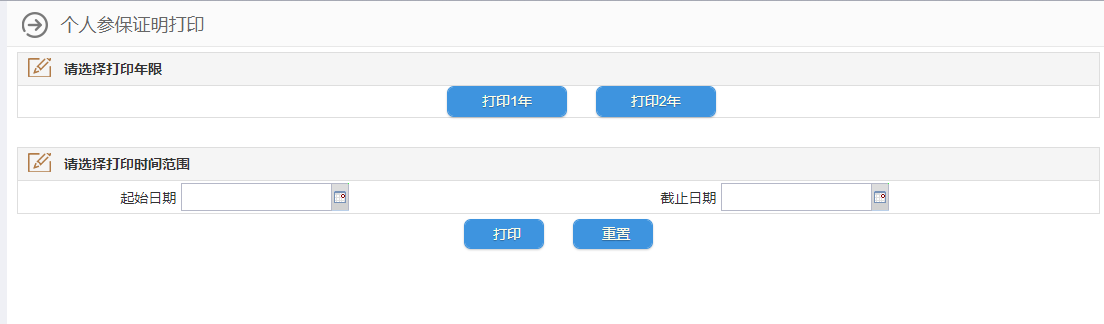 个人参保证明打印
请选择打印年限
打印1年 打印2年
请选择打印时间范围
起始日期 截止日期
打印 重置